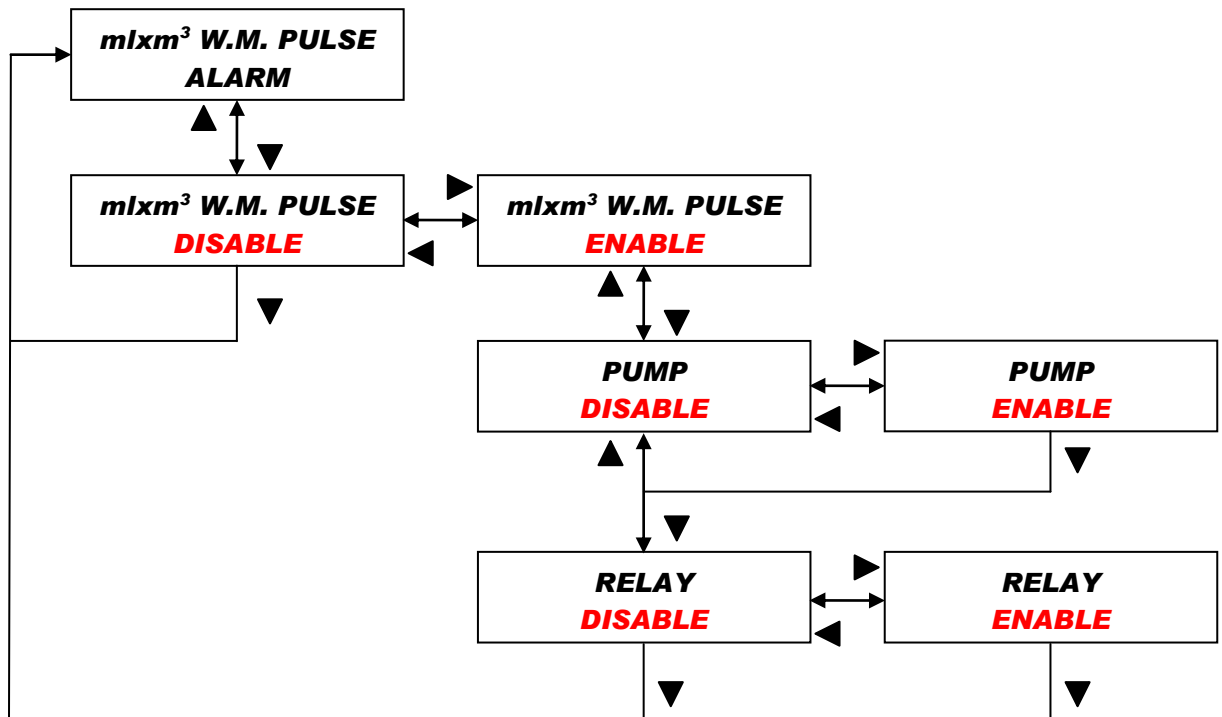 mlxm³ W.M. PULSE
ALARM
mlxm³ W.M. PULSE
DISABLE
mlxm³ W.M. PULSE
ENABLE
PUMP
DISABLE
PUMP
ENABLE
RELAY
DISABLE
RELAY
ENABLE